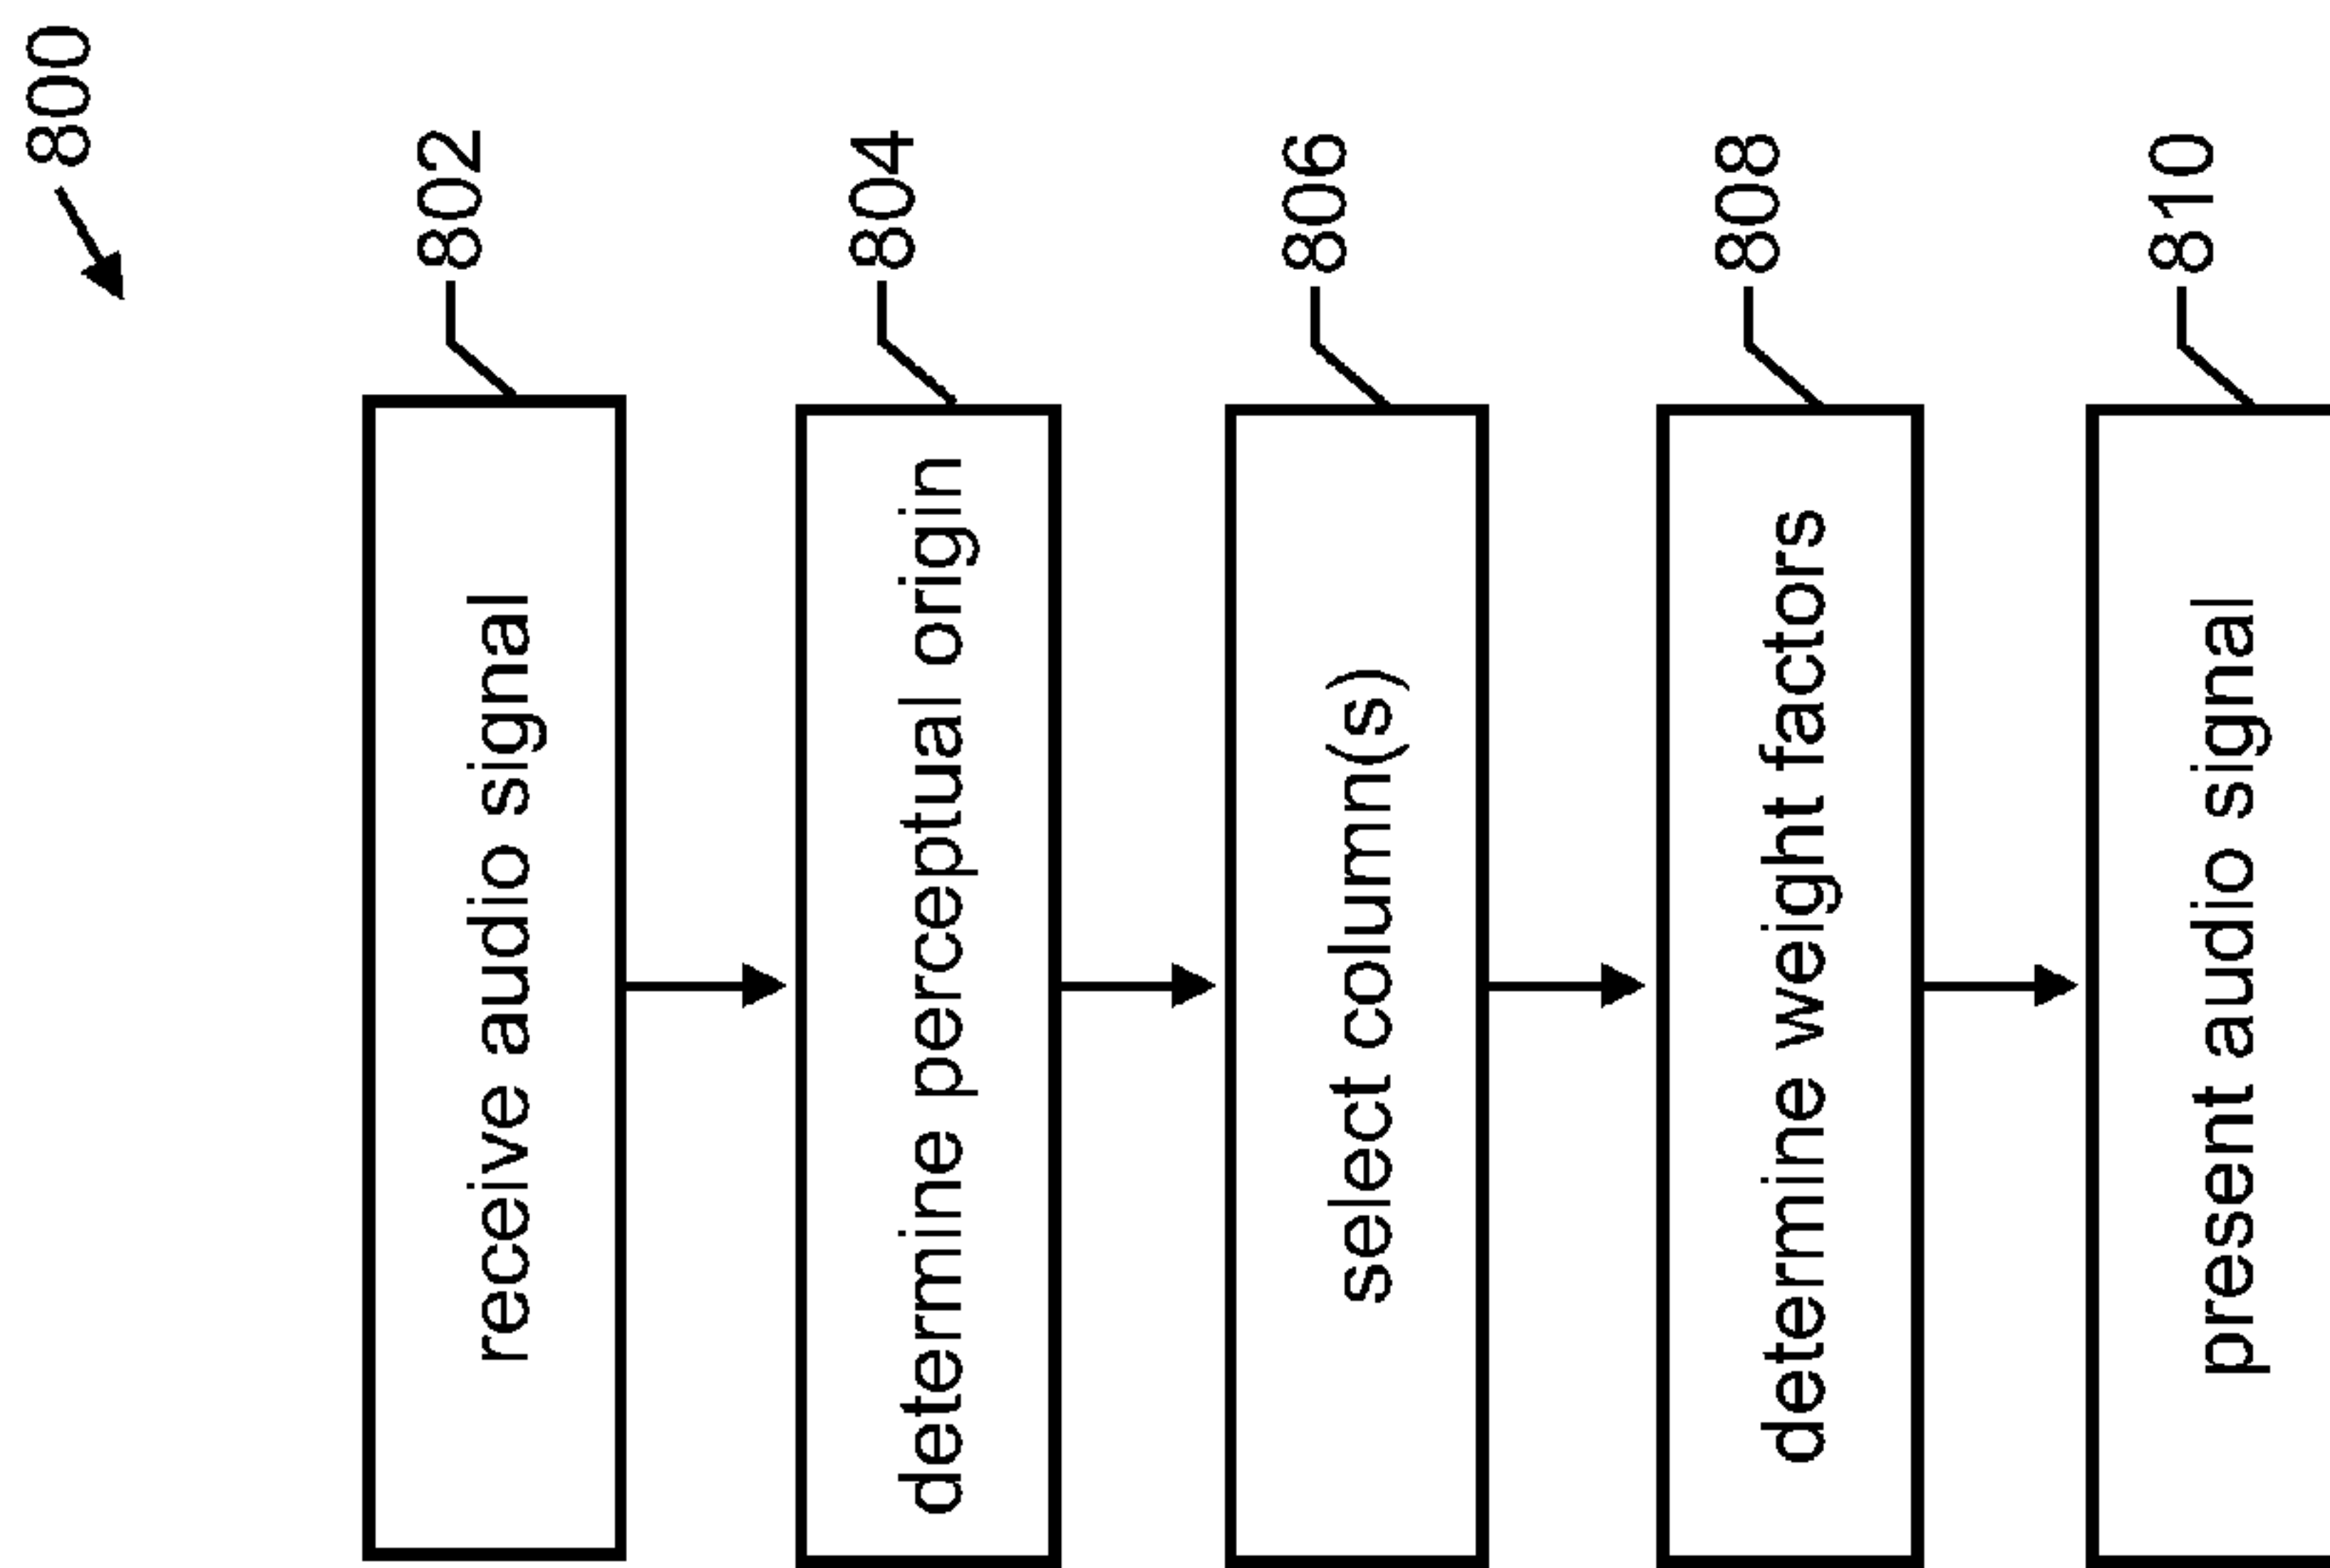 800
802
receive audio signal
804
determine perceptual origin
806
select column(s)
808
determine weight factors
810
present audio signal